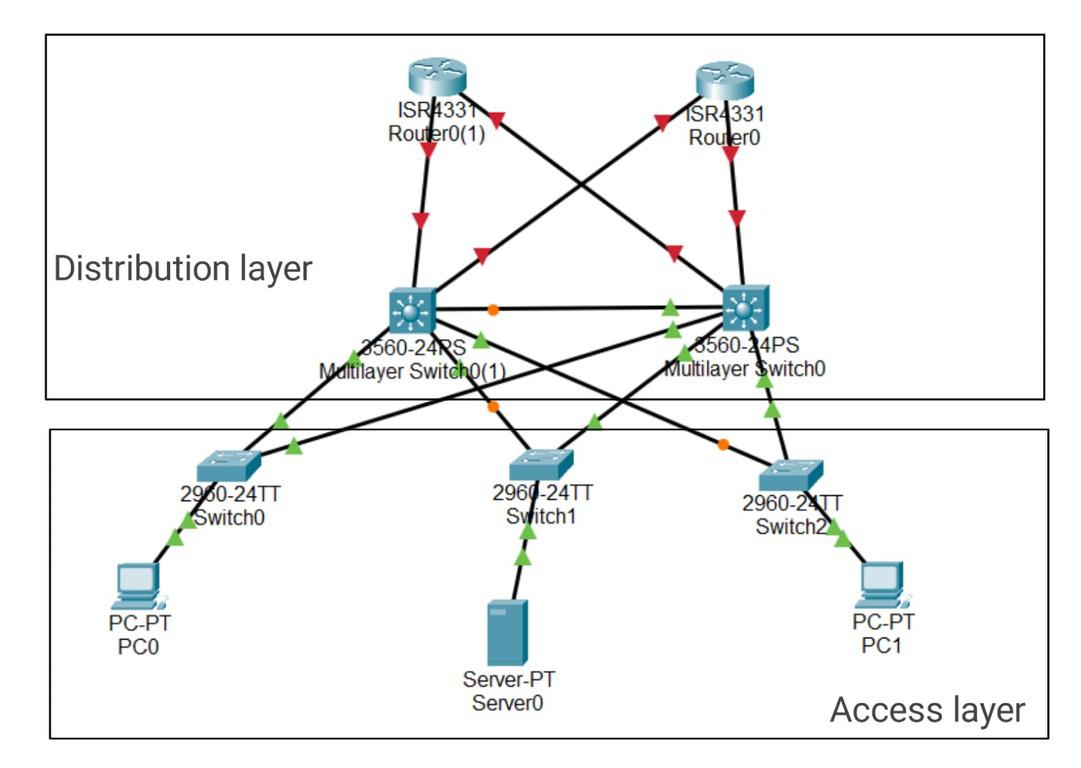 ISR4331
Router0(1)
ISR4331
Router0
Distribution layer
3560-24PS
Multilayer Switch0(1)
3560-24PS
Multilayer Switch0
2960-24TT
Switch0
2960-24TT
Switch1
2960-24TT
Switch2
PC-PT
PC0
Server-PT
Server0
PC-PT
PC1
Access layer